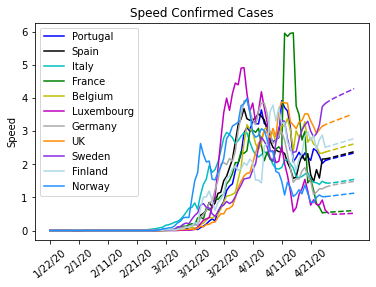 Speed Confirmed Cases
6
5
4
3
2
1
0
Speed
Portugal
Spain
Italy
France
Belgium
Luxembourg
Germany
UK
Sweden
Finland
Norway
1/22/20 2/1/20 2/11/20 2/21/20 3/2/20 3/12/20 3/22/20 4/1/20 4/11/20 4/21/20